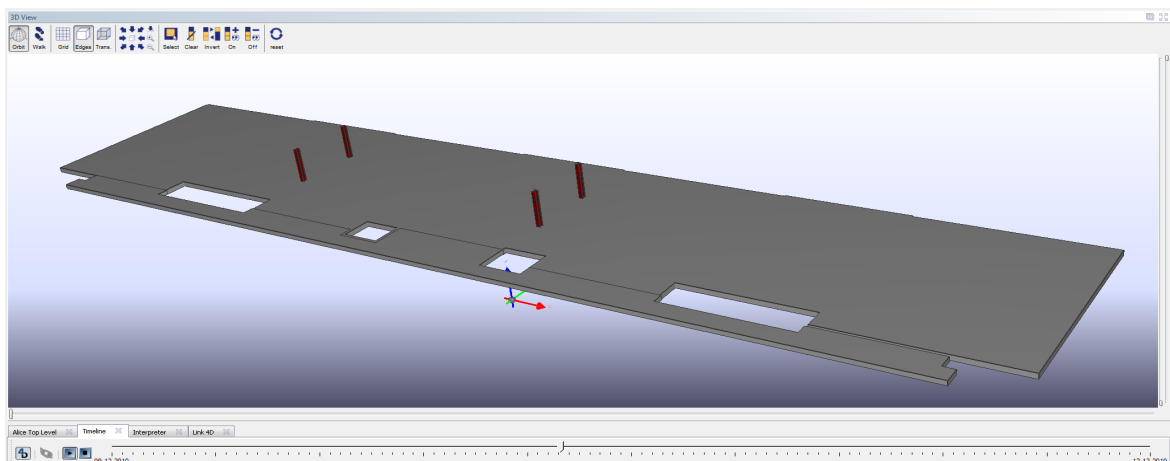 3D View
Orbit Walk Grid Edges Trans. Select Clear Invert On Off reset
Alice Top Level Timeline Interpreter Link 4D